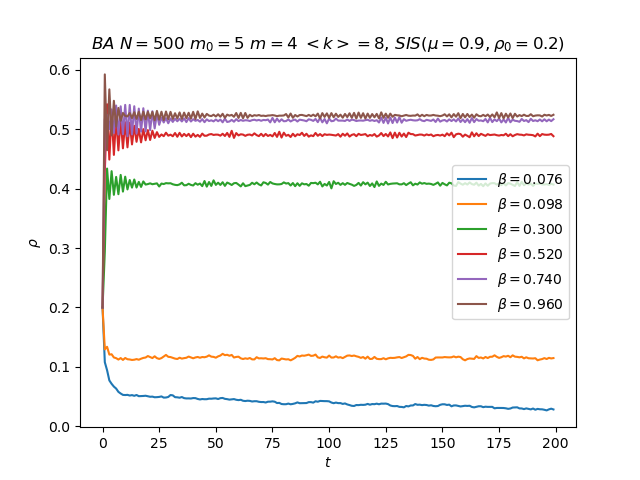 BA N = 500 m₀ = 5 m = 4 < k > = 8, SIS(μ = 0.9, ρ₀ = 0.2)
0.6
0.5
0.4
0.3
0.2
0.1
0.0
ρ
β = 0.076
β = 0.098
β = 0.300
β = 0.520
β = 0.740
β = 0.960
0 25 50 75 100 125 150 175 200
t